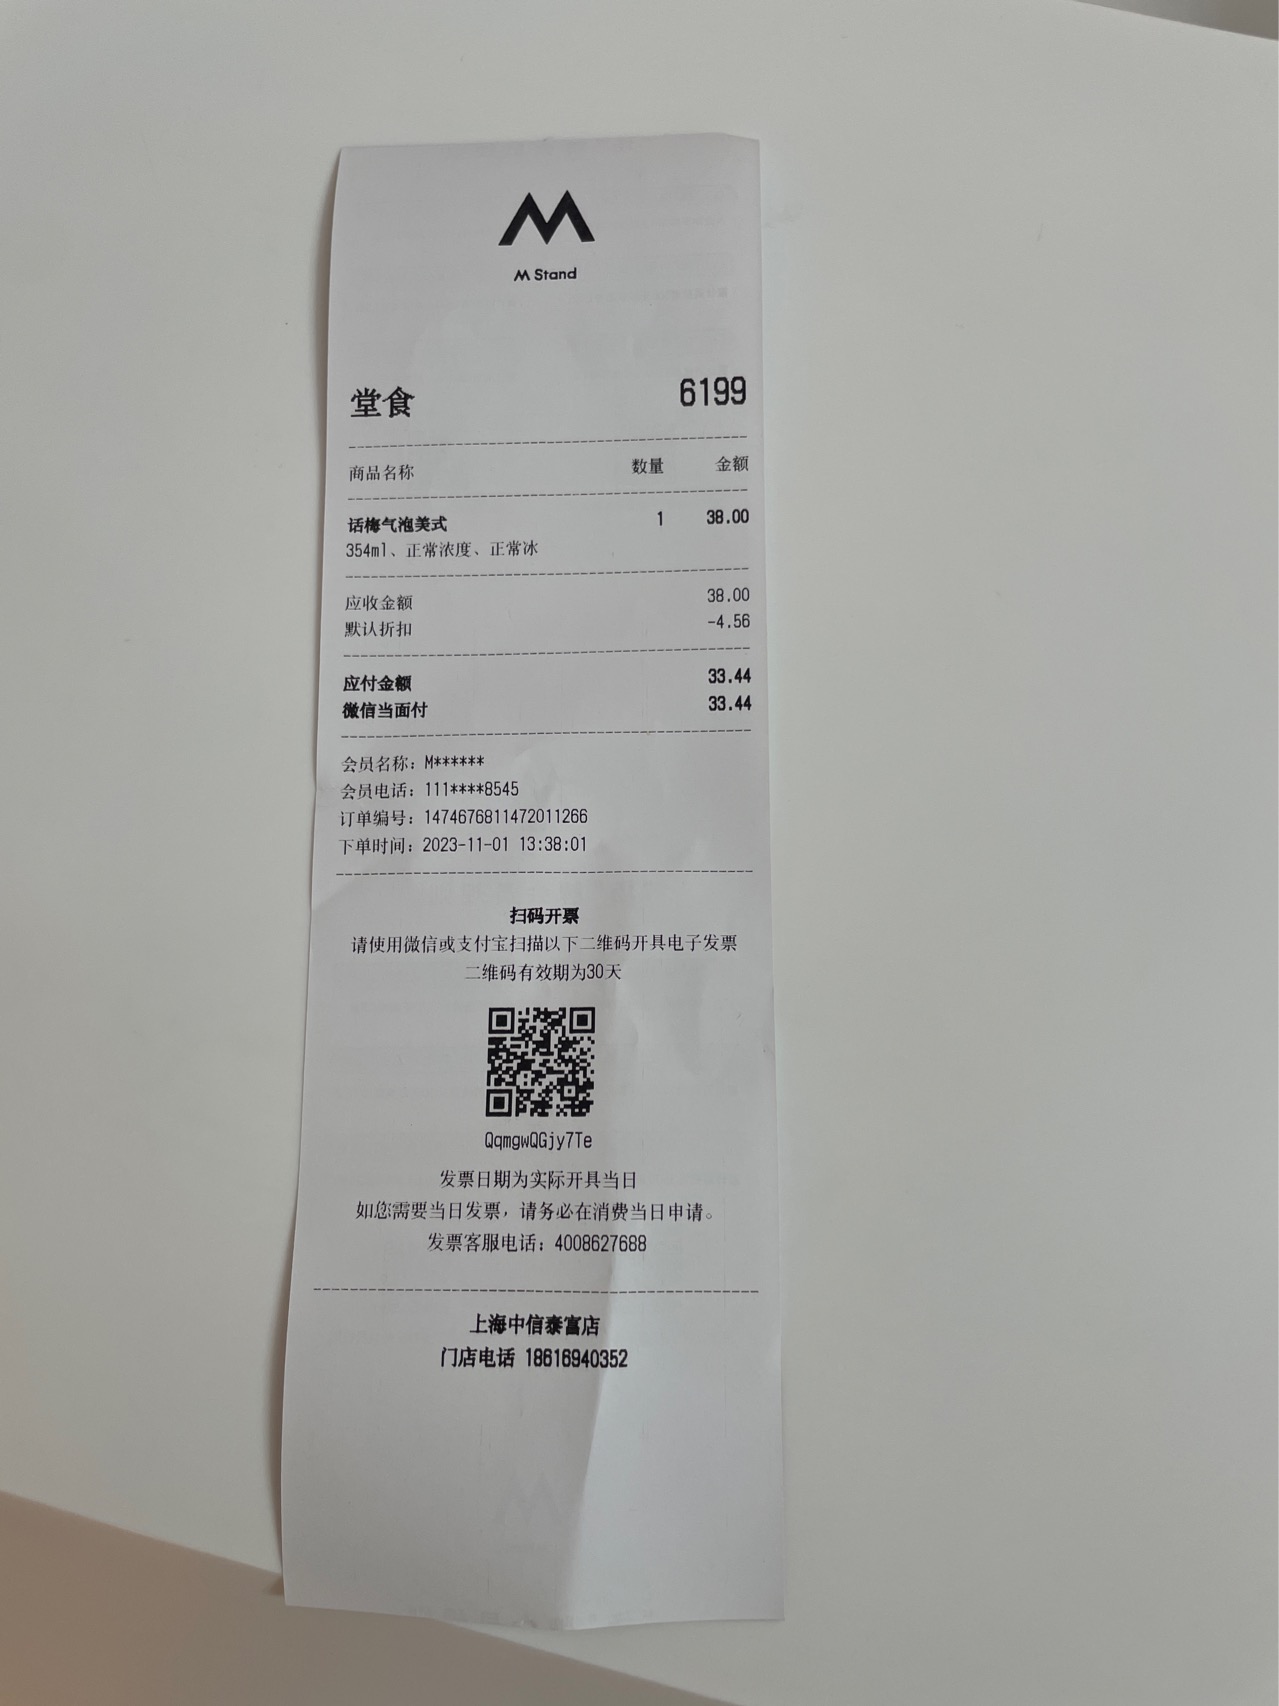 M Stand
堂食 6199
商品名称 数量 金额
话梅气泡美式 1 38.00
354ml、正常浓度、正常冰
应收金额 38.00
默认折扣 -4.56
应付金额 33.44
微信当面付 33.44
会员名称：M******
会员电话：111****8545
订单编号：1474676811472011266
下单时间：2023-11-01 13:38:01
扫码开票
请使用微信或支付宝扫描以下二维码开具电子发票
二维码有效期为30天
QqmgwQGjy7Te
发票日期为实际开具当日
如您需要当日发票，请务必在消费当日申请。
发票客服电话：4008627688
上海中信泰富店
门店电话 18616940352